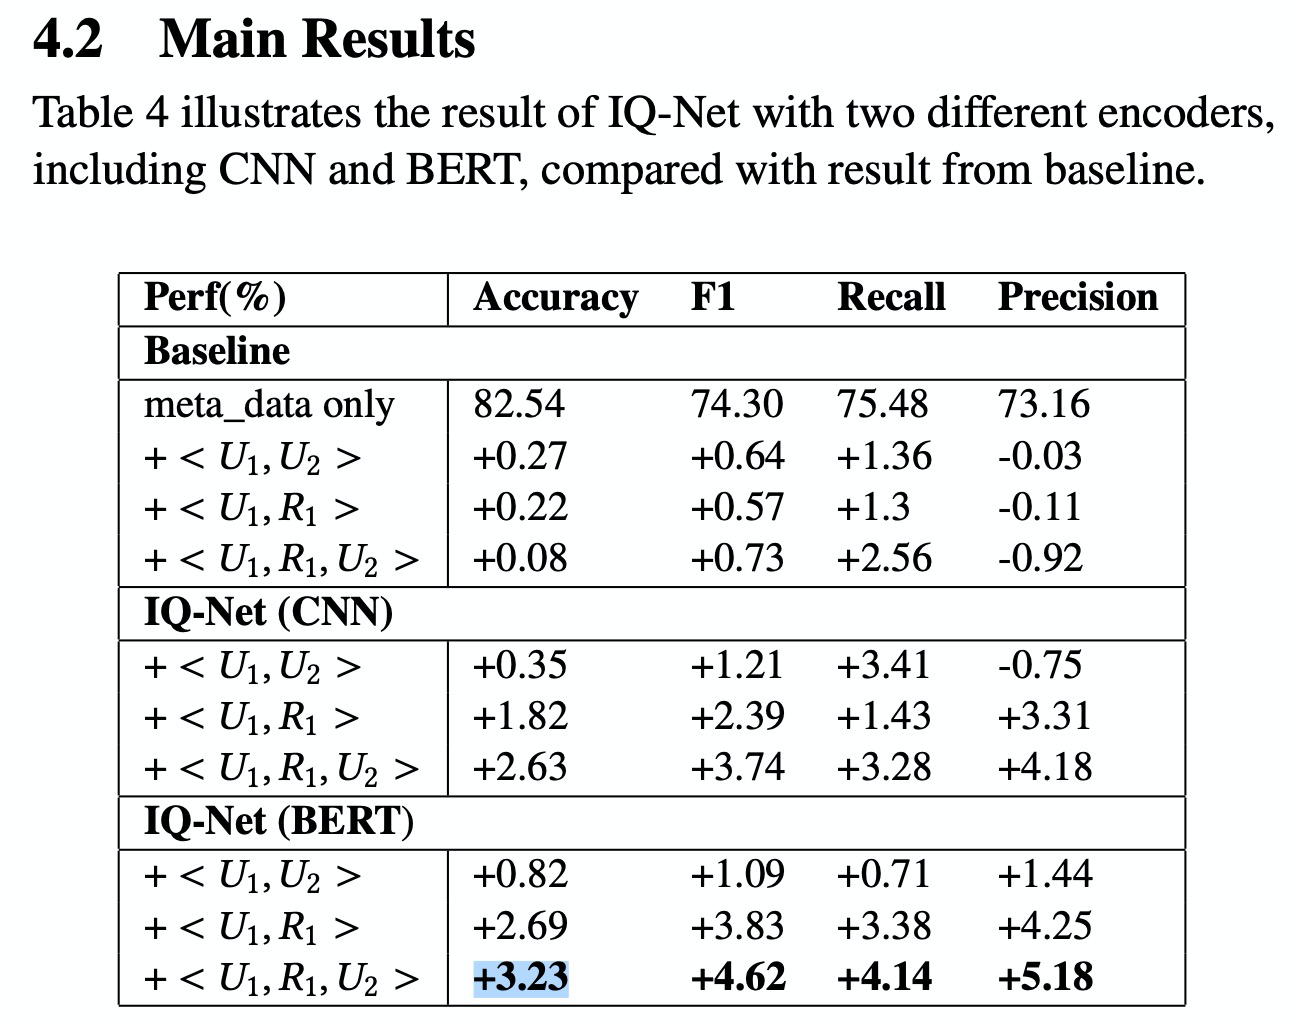 4.2 Main Results
Table 4 illustrates the result of IQ-Net with two different encoders,
including CNN and BERT, compared with result from baseline.
Perf(%) Accuracy F1 Recall Precision
Baseline
meta_data only 82.54 74.30 75.48 73.16
+ < U₁, U₂ > +0.27 +0.64 +1.36 -0.03
+ < U₁, R₁ > +0.22 +0.57 +1.3 -0.11
+ < U₁, R₁, U₂ > +0.08 +0.73 +2.56 -0.92
IQ-Net (CNN)
+ < U₁, U₂ > +0.35 +1.21 +3.41 -0.75
+ < U₁, R₁ > +1.82 +2.39 +1.43 +3.31
+ < U₁, R₁, U₂ > +2.63 +3.74 +3.28 +4.18
IQ-Net (BERT)
+ < U₁, U₂ > +0.82 +1.09 +0.71 +1.44
+ < U₁, R₁ > +2.69 +3.83 +3.38 +4.25
+ < U₁, R₁, U₂ > +3.23 +4.62 +4.14 +5.18